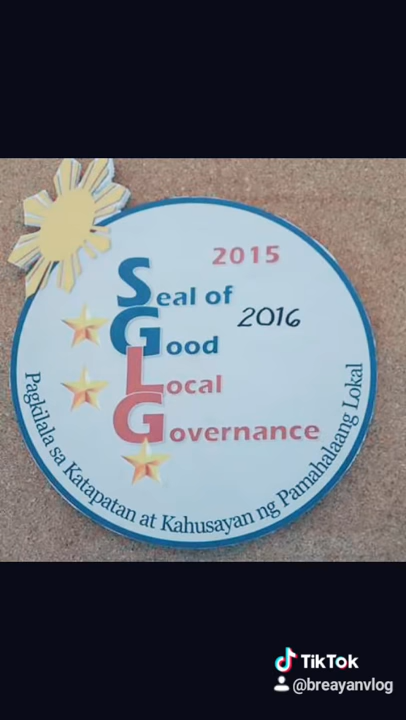 2015
Seal of
2016
Good
Local
Governance
Pagkilala sa Katapatan at Kahusayan ng Pamahalaang Lokal
TikTok
@breayanvlog